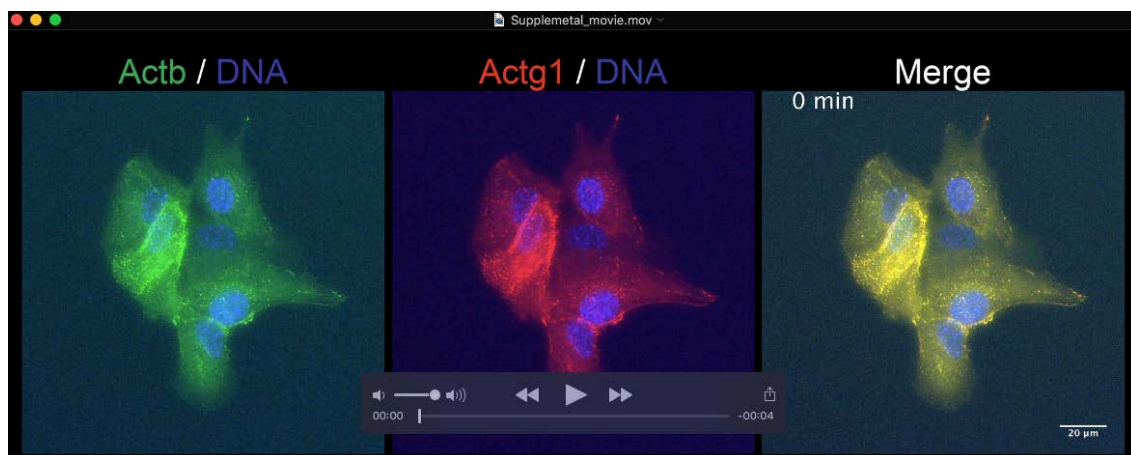 Supplemetal_movie.mov
Actb / DNA
Actg1 / DNA
Merge
0 min
00:00
-00:04
20 µm